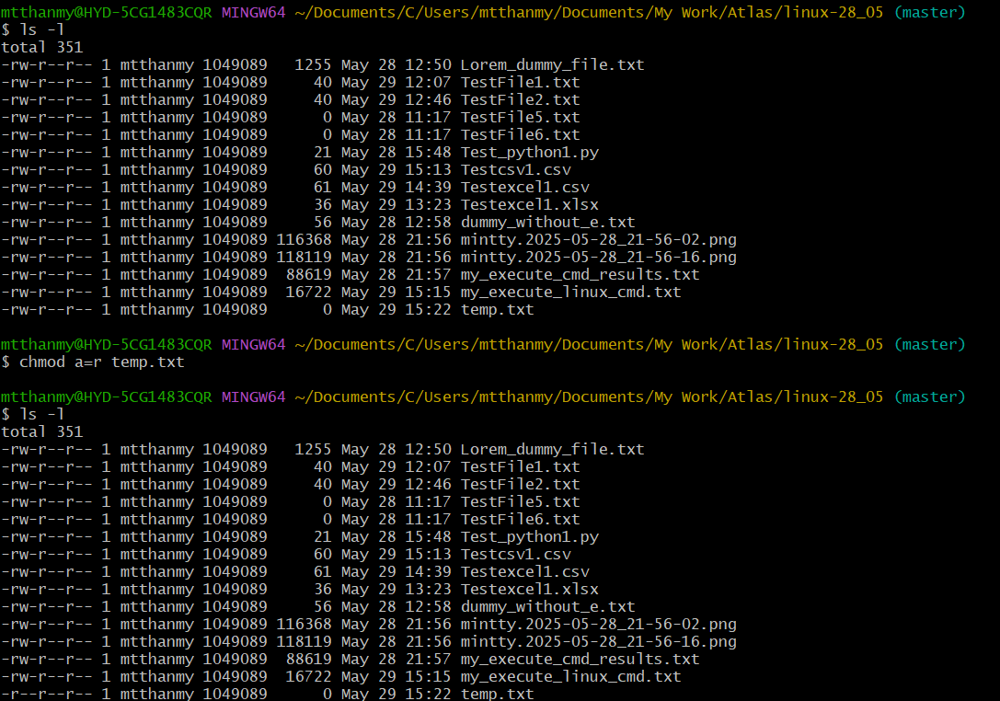 mtthanmy@HYD-5CG1483CQR MINGW64 ~/Documents/C/Users/mtthanmy/Documents/My Work/Atlas/linux-28_05 (master)
$ ls -l
total 351
-rw-r--r-- 1 mtthanmy 1049089   1255 May 28 12:50 Lorem_dummy_file.txt
-rw-r--r-- 1 mtthanmy 1049089     40 May 29 12:07 TestFile1.txt
-rw-r--r-- 1 mtthanmy 1049089     40 May 29 12:46 TestFile2.txt
-rw-r--r-- 1 mtthanmy 1049089      0 May 28 11:17 TestFile5.txt
-rw-r--r-- 1 mtthanmy 1049089      0 May 28 11:17 TestFile6.txt
-rw-r--r-- 1 mtthanmy 1049089     21 May 28 15:48 Test_python1.py
-rw-r--r-- 1 mtthanmy 1049089     60 May 29 15:13 Testcsv1.csv
-rw-r--r-- 1 mtthanmy 1049089     61 May 29 14:39 Testexcel1.csv
-rw-r--r-- 1 mtthanmy 1049089     36 May 29 13:23 Testexcel1.xlsx
-rw-r--r-- 1 mtthanmy 1049089     56 May 28 12:58 dummy_without_e.txt
-rw-r--r-- 1 mtthanmy 1049089 116368 May 28 21:56 mintty.2025-05-28_21-56-02.png
-rw-r--r-- 1 mtthanmy 1049089 118119 May 28 21:56 mintty.2025-05-28_21-56-16.png
-rw-r--r-- 1 mtthanmy 1049089  88619 May 28 21:57 my_execute_cmd_results.txt
-rw-r--r-- 1 mtthanmy 1049089  16722 May 29 15:15 my_execute_linux_cmd.txt
-rw-r--r-- 1 mtthanmy 1049089      0 May 29 15:22 temp.txt
mtthanmy@HYD-5CG1483CQR MINGW64 ~/Documents/C/Users/mtthanmy/Documents/My Work/Atlas/linux-28_05 (master)
$ chmod a=r temp.txt
mtthanmy@HYD-5CG1483CQR MINGW64 ~/Documents/C/Users/mtthanmy/Documents/My Work/Atlas/linux-28_05 (master)
$ ls -l
total 351
-rw-r--r-- 1 mtthanmy 1049089   1255 May 28 12:50 Lorem_dummy_file.txt
-rw-r--r-- 1 mtthanmy 1049089     40 May 29 12:07 TestFile1.txt
-rw-r--r-- 1 mtthanmy 1049089     40 May 29 12:46 TestFile2.txt
-rw-r--r-- 1 mtthanmy 1049089      0 May 28 11:17 TestFile5.txt
-rw-r--r-- 1 mtthanmy 1049089      0 May 28 11:17 TestFile6.txt
-rw-r--r-- 1 mtthanmy 1049089     21 May 28 15:48 Test_python1.py
-rw-r--r-- 1 mtthanmy 1049089     60 May 29 15:13 Testcsv1.csv
-rw-r--r-- 1 mtthanmy 1049089     61 May 29 14:39 Testexcel1.csv
-rw-r--r-- 1 mtthanmy 1049089     36 May 29 13:23 Testexcel1.xlsx
-rw-r--r-- 1 mtthanmy 1049089     56 May 28 12:58 dummy_without_e.txt
-rw-r--r-- 1 mtthanmy 1049089 116368 May 28 21:56 mintty.2025-05-28_21-56-02.png
-rw-r--r-- 1 mtthanmy 1049089 118119 May 28 21:56 mintty.2025-05-28_21-56-16.png
-rw-r--r-- 1 mtthanmy 1049089  88619 May 28 21:57 my_execute_cmd_results.txt
-rw-r--r-- 1 mtthanmy 1049089  16722 May 29 15:15 my_execute_linux_cmd.txt
-r--r--r-- 1 mtthanmy 1049089      0 May 29 15:22 temp.txt